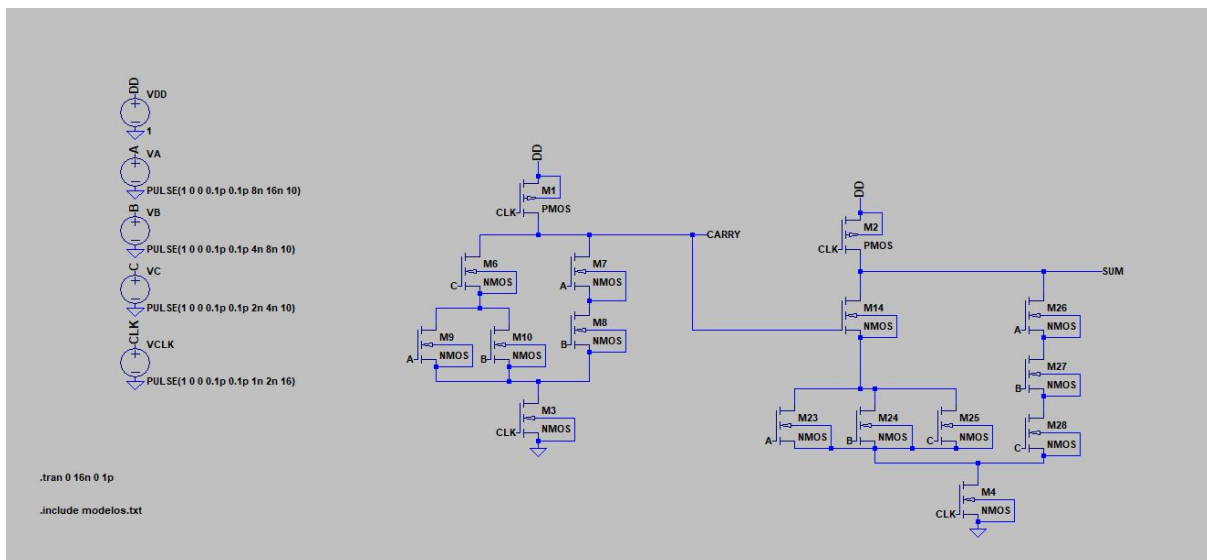 DD
VDD
1
A
VA
PULSE(1 0 0 0.1p 0.1p 8n 16n 10)
B
VB
PULSE(1 0 0 0.1p 0.1p 4n 8n 10)
C
VC
PULSE(1 0 0 0.1p 0.1p 2n 4n 10)
CLK
VCLK
PULSE(1 0 0 0.1p 0.1p 1n 2n 16)
.tran 0 16n 0 1p
.include modelos.txt
DD
M1
CLK
PMOS
CARRY
M6
C
NMOS
M7
A
NMOS
M9
A
NMOS
M10
B
NMOS
M8
B
NMOS
M3
CLK
NMOS
DD
M2
CLK
PMOS
SUM
M14
NMOS
M26
A
NMOS
M27
B
NMOS
M23
A
NMOS
M24
B
NMOS
M25
C
NMOS
M28
C
NMOS
M4
CLK
NMOS